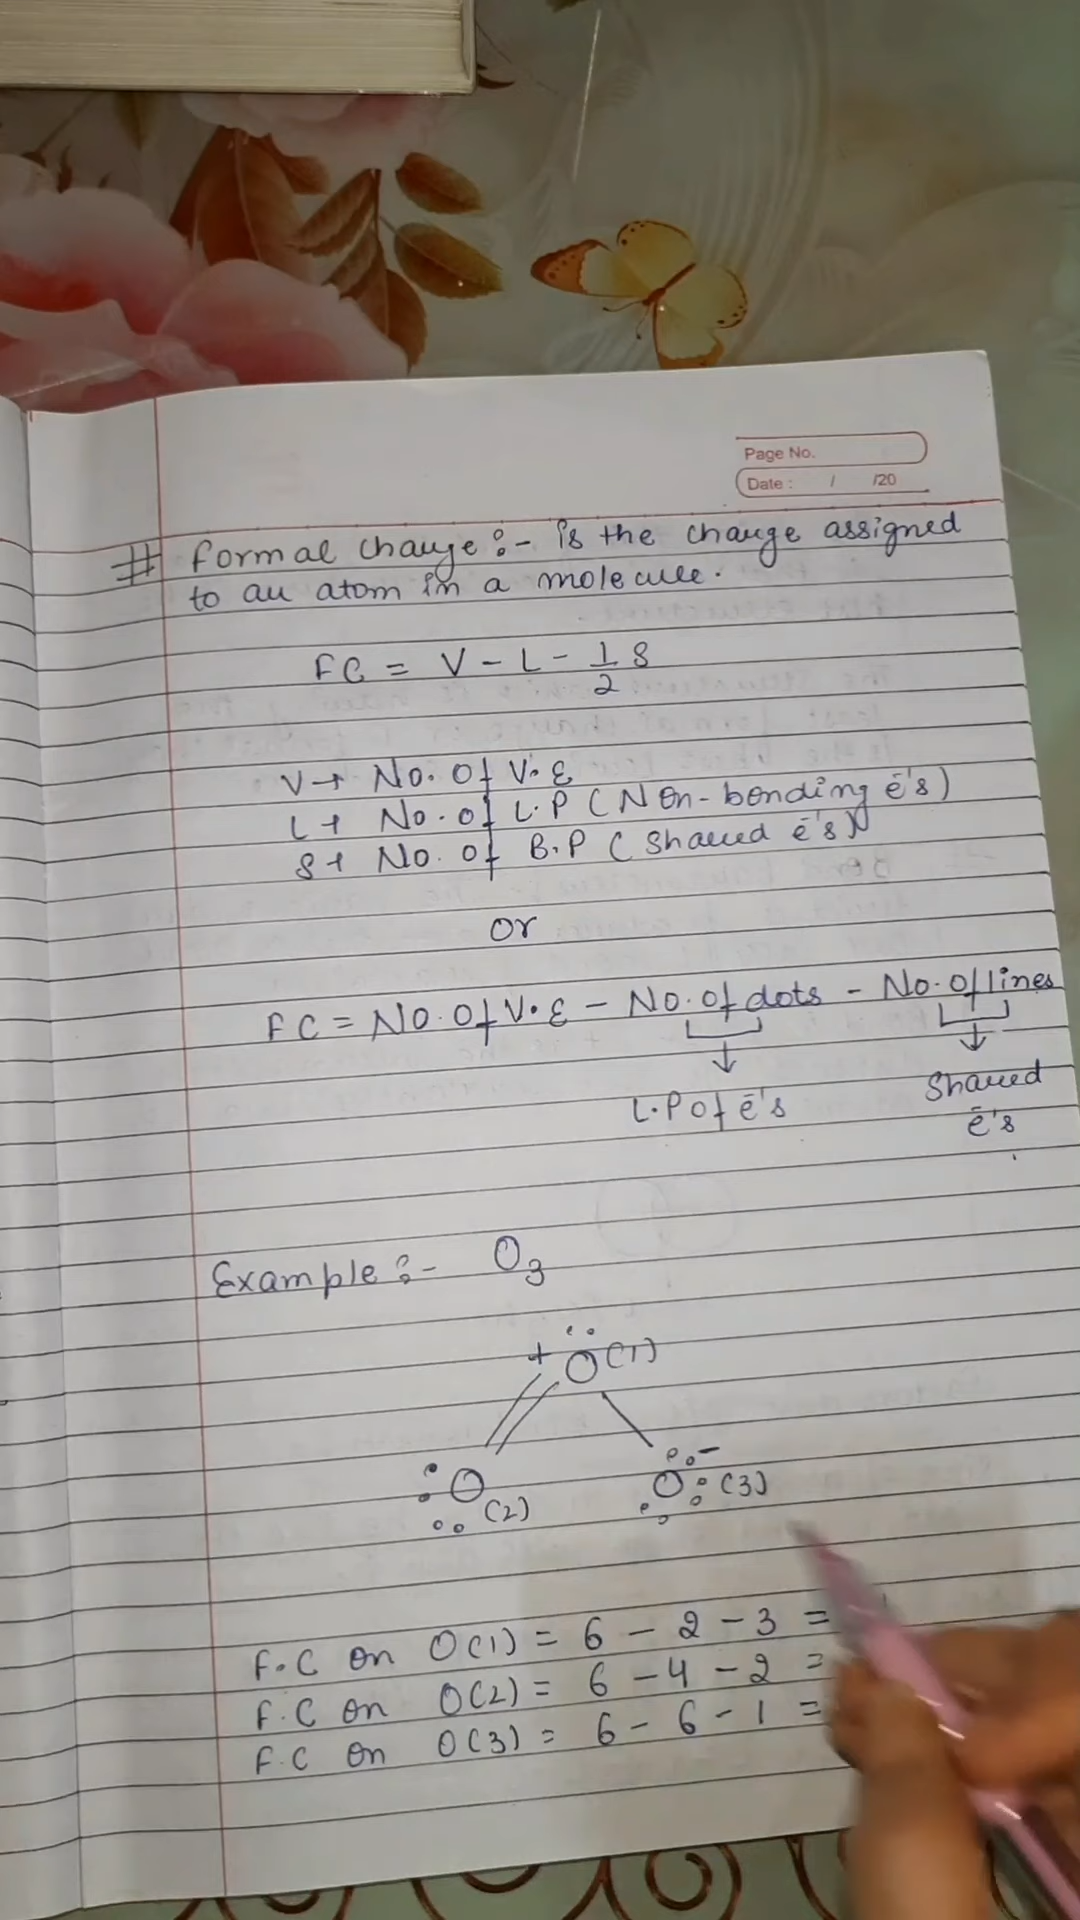 Page No.
Date : / /20
# Formal Charge :- is the charge assigned
to an atom in a molecule.
FC = V - L - 1/2 S
V → No. of V.E
L → No. of L.P (Non-bonding e⁻'s)
S → No. of B.P (Shared e⁻'s)
or
FC = No. of V.E - No. of dots - No. of lines
L.P of e⁻'s
Shared
e⁻'s
Example :- O₃
+ O(1)
O (2)
O⁻ (3)
F.C on O(1) = 6 - 2 - 3 =
F.C on O(2) = 6 - 4 - 2 =
F.C on O(3) = 6 - 6 - 1 =